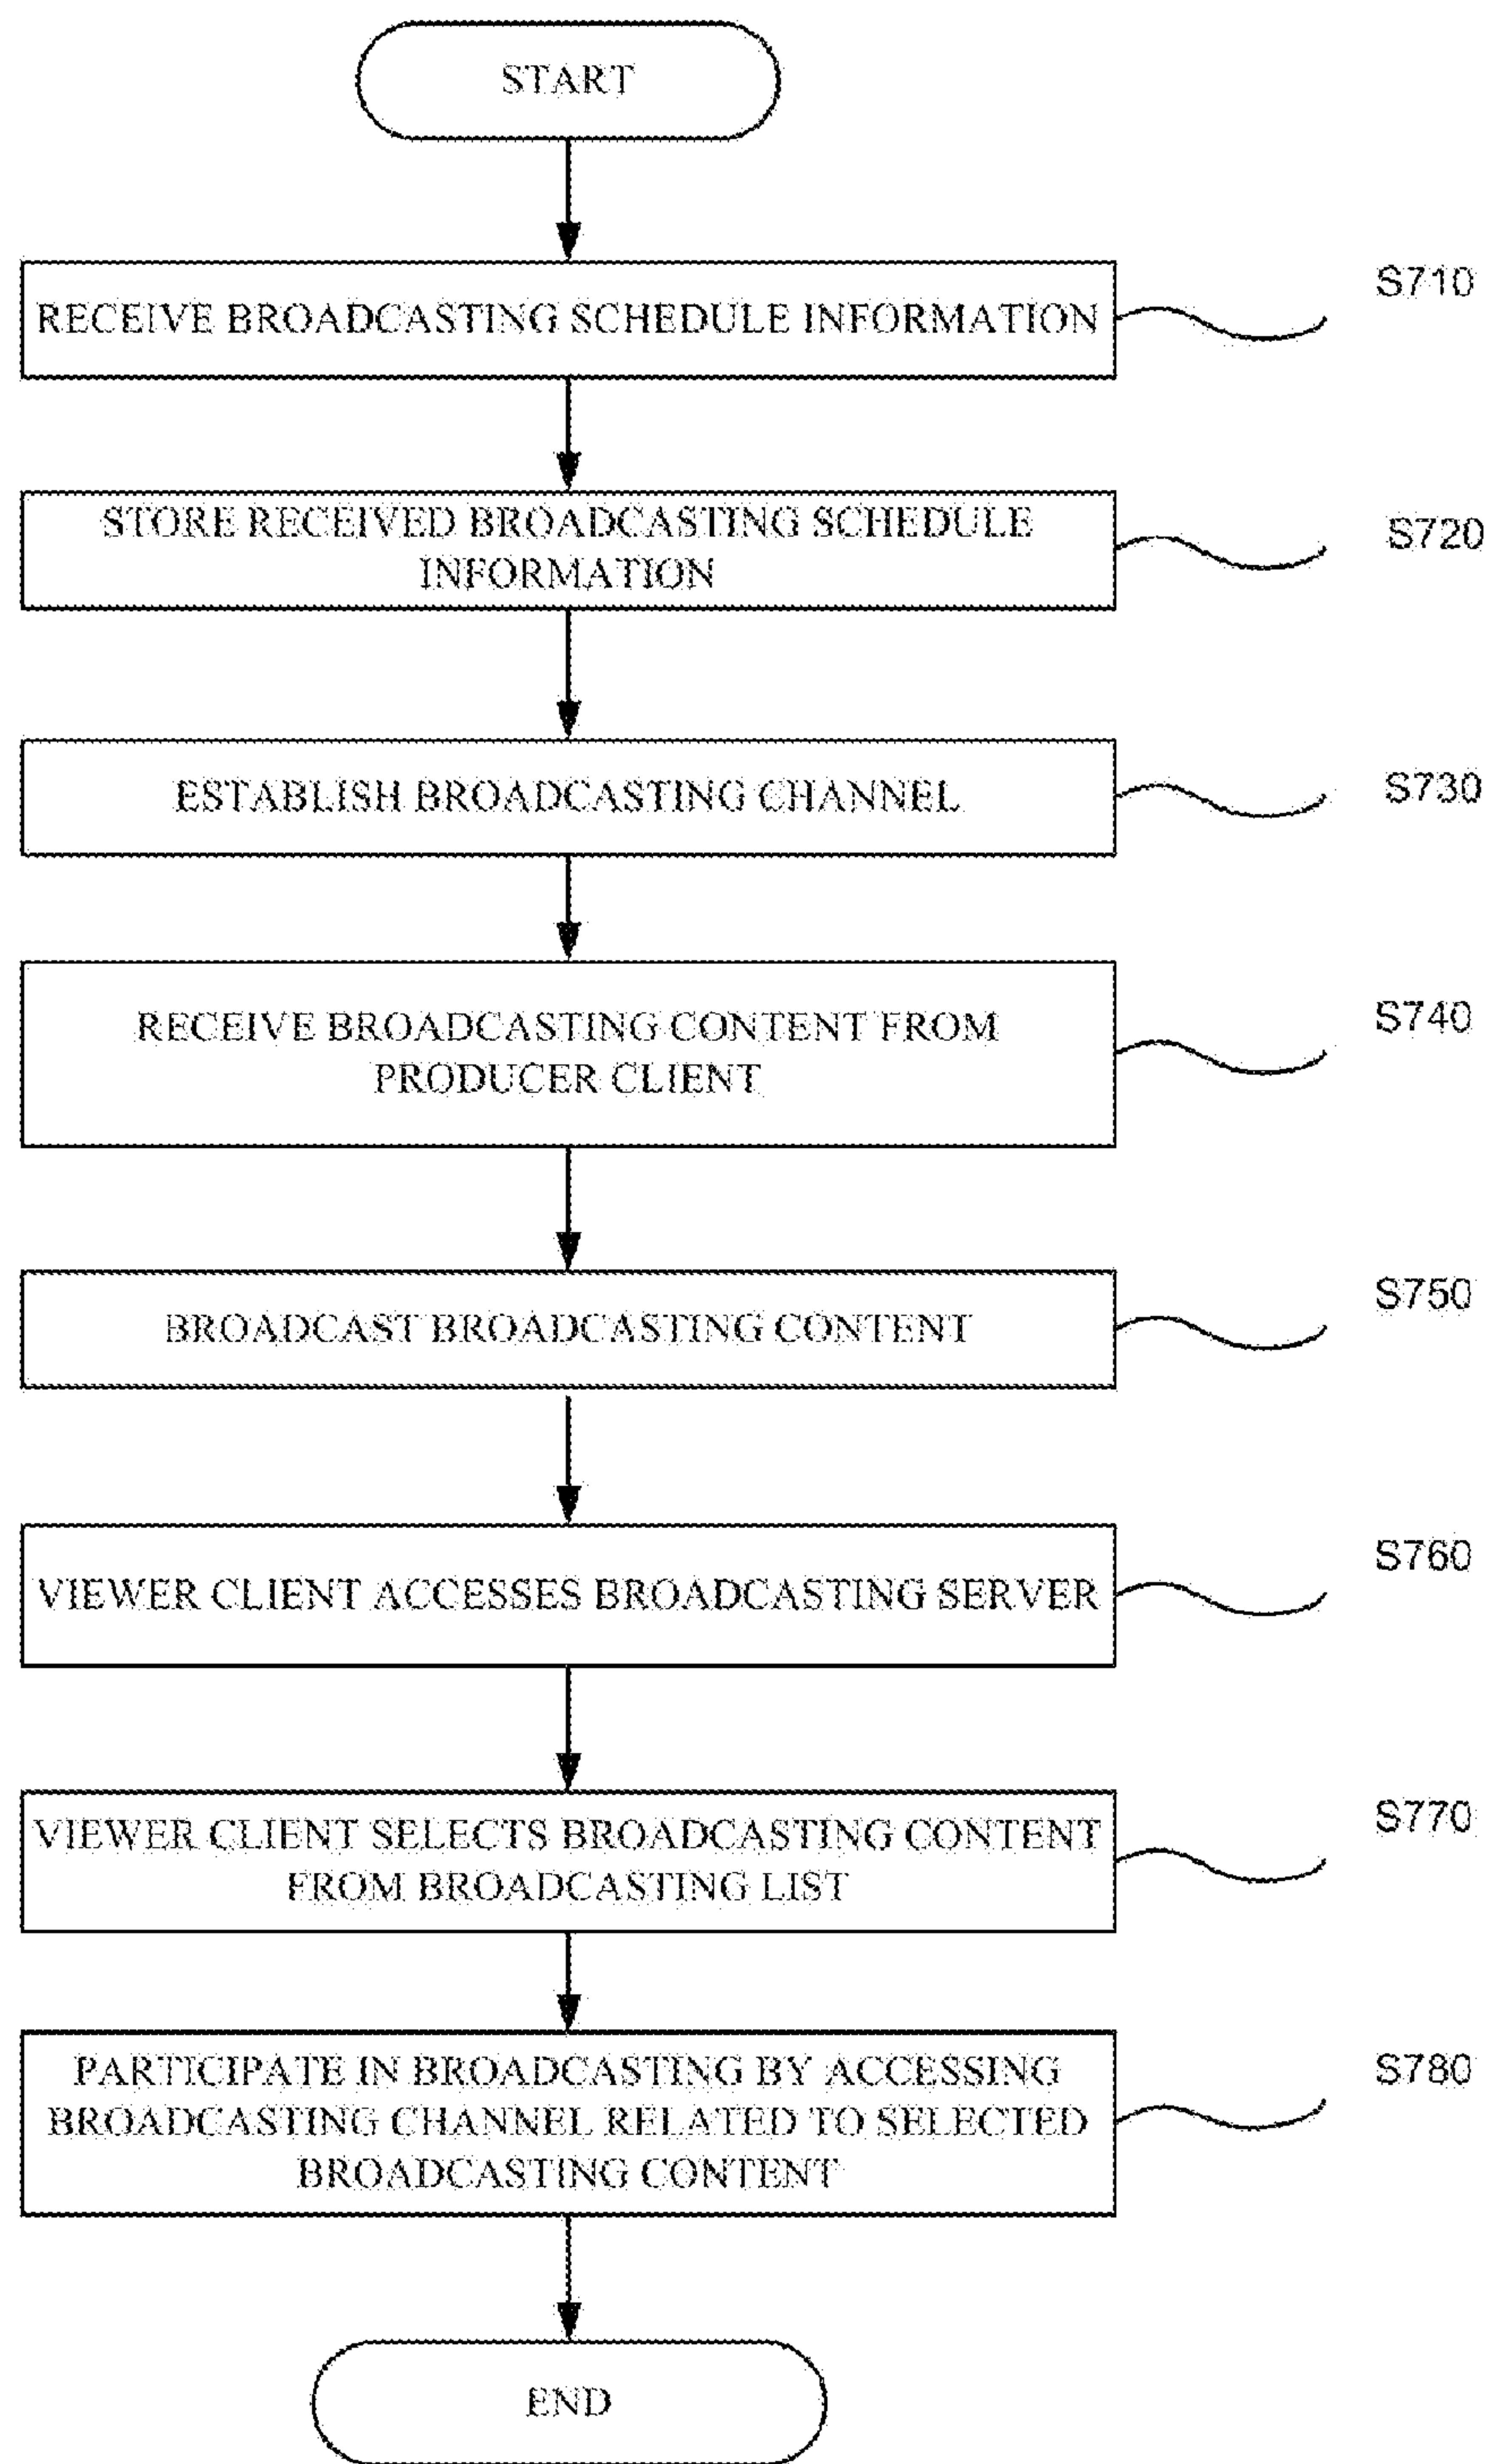 START
RECEIVE BROADCASTING SCHEDULE INFORMATION
S710
STORE RECEIVED BROADCASTING SCHEDULE
INFORMATION
S720
ESTABLISH BROADCASTING CHANNEL
S730
RECEIVE BROADCASTING CONTENT FROM
PRODUCER CLIENT
S740
BROADCAST BROADCASTING CONTENT
S750
VIEWER CLIENT ACCESSES BROADCASTING SERVER
S760
VIEWER CLIENT SELECTS BROADCASTING CONTENT
FROM BROADCASTING LIST
S770
PARTICIPATE IN BROADCASTING BY ACCESSING
BROADCASTING CHANNEL RELATED TO SELECTED
BROADCASTING CONTENT
S780
END